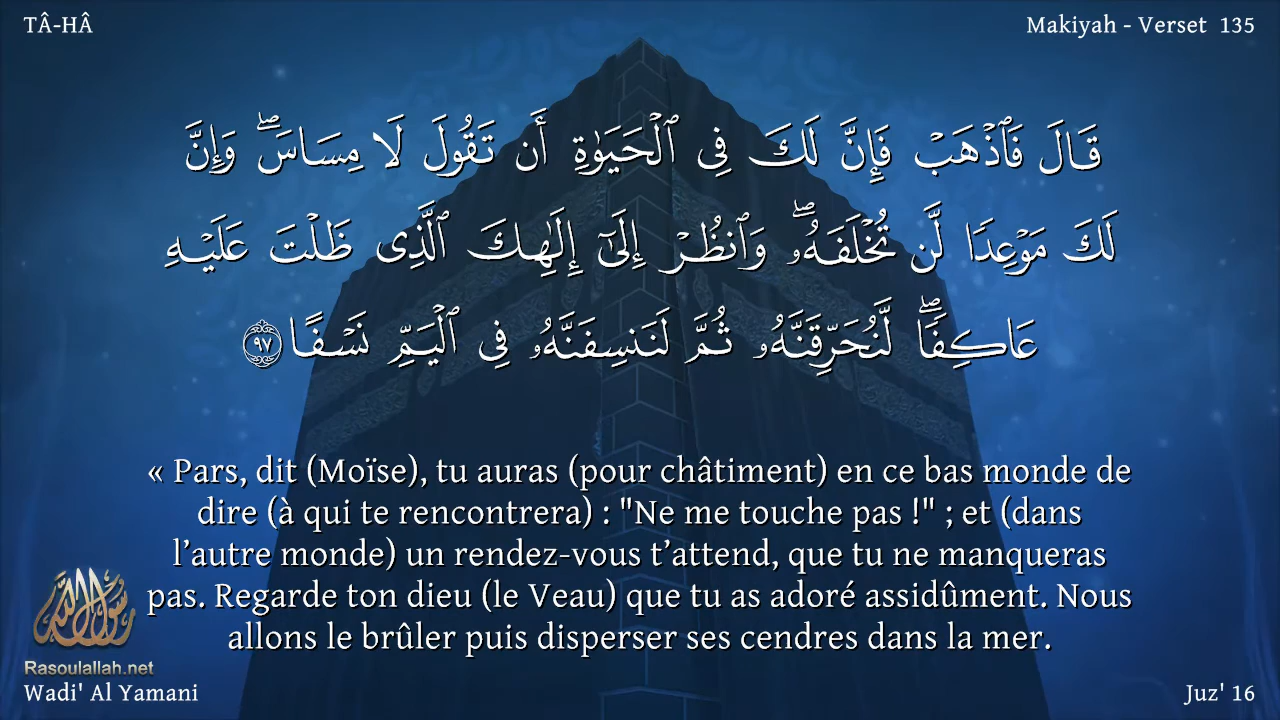 TÂ-HÂ
Makiyah - Verset 135
قَالَ فَٱذْهَبْ فَإِنَّ لَكَ فِى ٱلْحَيَوٰةِ أَن تَقُولَ لَا مِسَاسَ ۖ وَإِنَّ
لَكَ مَوْعِدًا لَّن تُخْلَفَهُۥ ۖ وَٱنظُرْ إِلَىٰٓ إِلَٰهِكَ ٱلَّذِى ظَلْتَ عَلَيْهِ
عَاكِفًا ۖ لَّنُحَرِّقَنَّهُۥ ثُمَّ لَنَنسِفَنَّهُۥ فِى ٱلْيَمِّ نَسْفًا ٩٧
« Pars, dit (Moïse), tu auras (pour châtiment) en ce bas monde de
dire (à qui te rencontrera) : "Ne me touche pas !" ; et (dans
l’autre monde) un rendez-vous t’attend, que tu ne manqueras
pas. Regarde ton dieu (le Veau) que tu as adoré assidûment. Nous
allons le brûler puis disperser ses cendres dans la mer.
رسول الله
Rasoulallah.net
Wadi' Al Yamani
Juz' 16